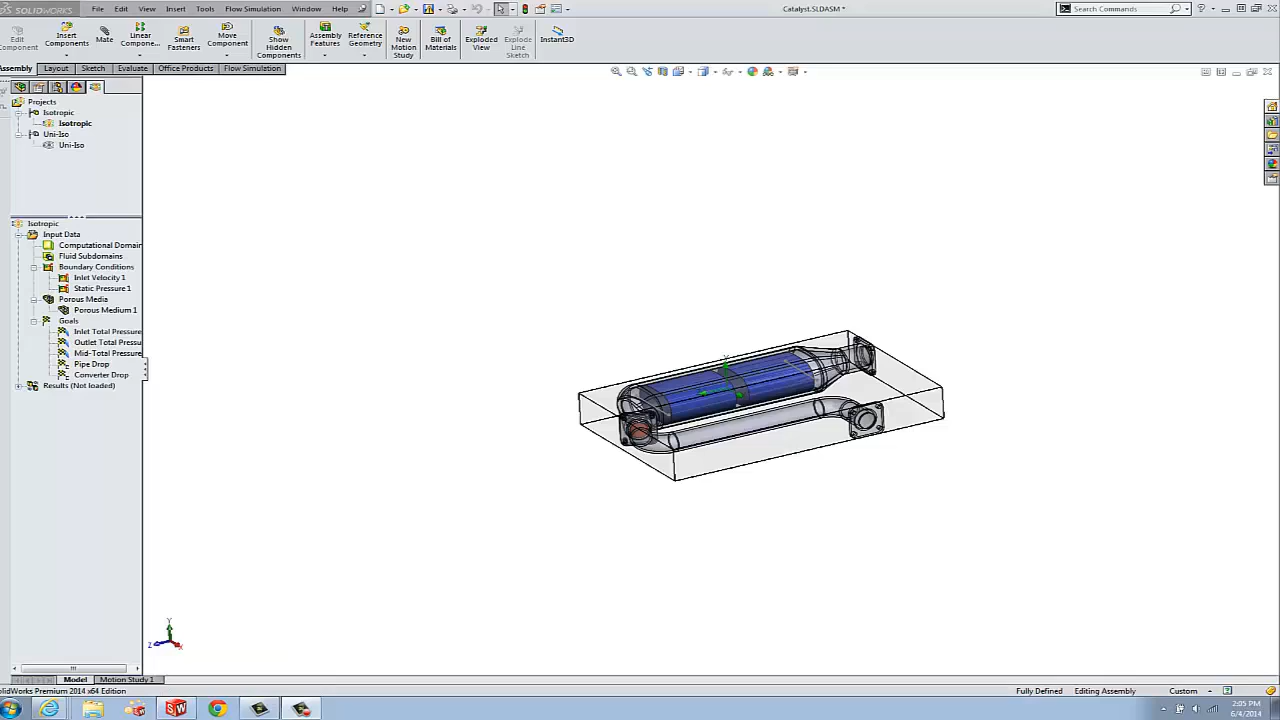 SOLIDWORKS File Edit View Insert Tools Flow Simulation Window Help Catalyst.SLDASM * Search Commands
Edit Component
Insert Components
Mate
Linear Compone...
Smart Fasteners
Move Component
Show Hidden Components
Assembly Features
Reference Geometry
New Motion Study
Bill of Materials
Exploded View
Explode Line Sketch
Instant3D
Assembly Layout Sketch Evaluate Office Products Flow Simulation
Projects
Isotropic
Isotropic
Uni-Iso
Uni-Iso
Isotropic
Input Data
Computational Domain
Fluid Subdomains
Boundary Conditions
Inlet Velocity 1
Static Pressure 1
Porous Media
Porous Medium 1
Goals
Inlet Total Pressure
Outlet Total Pressu
Mid-Total Pressure
Pipe Drop
Converter Drop
Results (Not loaded)
Y
Y
Z
X
Model Motion Study 1
SolidWorks Premium 2014 x64 Edition Fully Defined Editing Assembly Custom
2:05 PM
6/4/2014